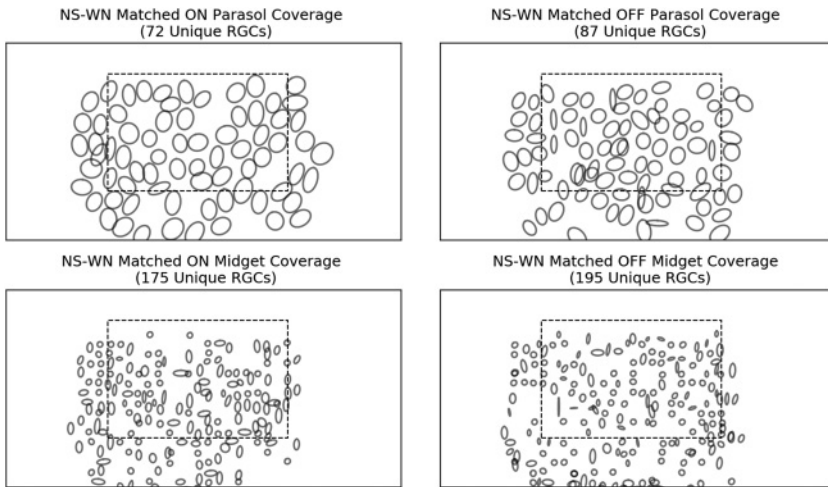 NS-WN Matched ON Parasol Coverage
(72 Unique RGCs)
NS-WN Matched OFF Parasol Coverage
(87 Unique RGCs)
NS-WN Matched ON Midget Coverage
(175 Unique RGCs)
NS-WN Matched OFF Midget Coverage
(195 Unique RGCs)